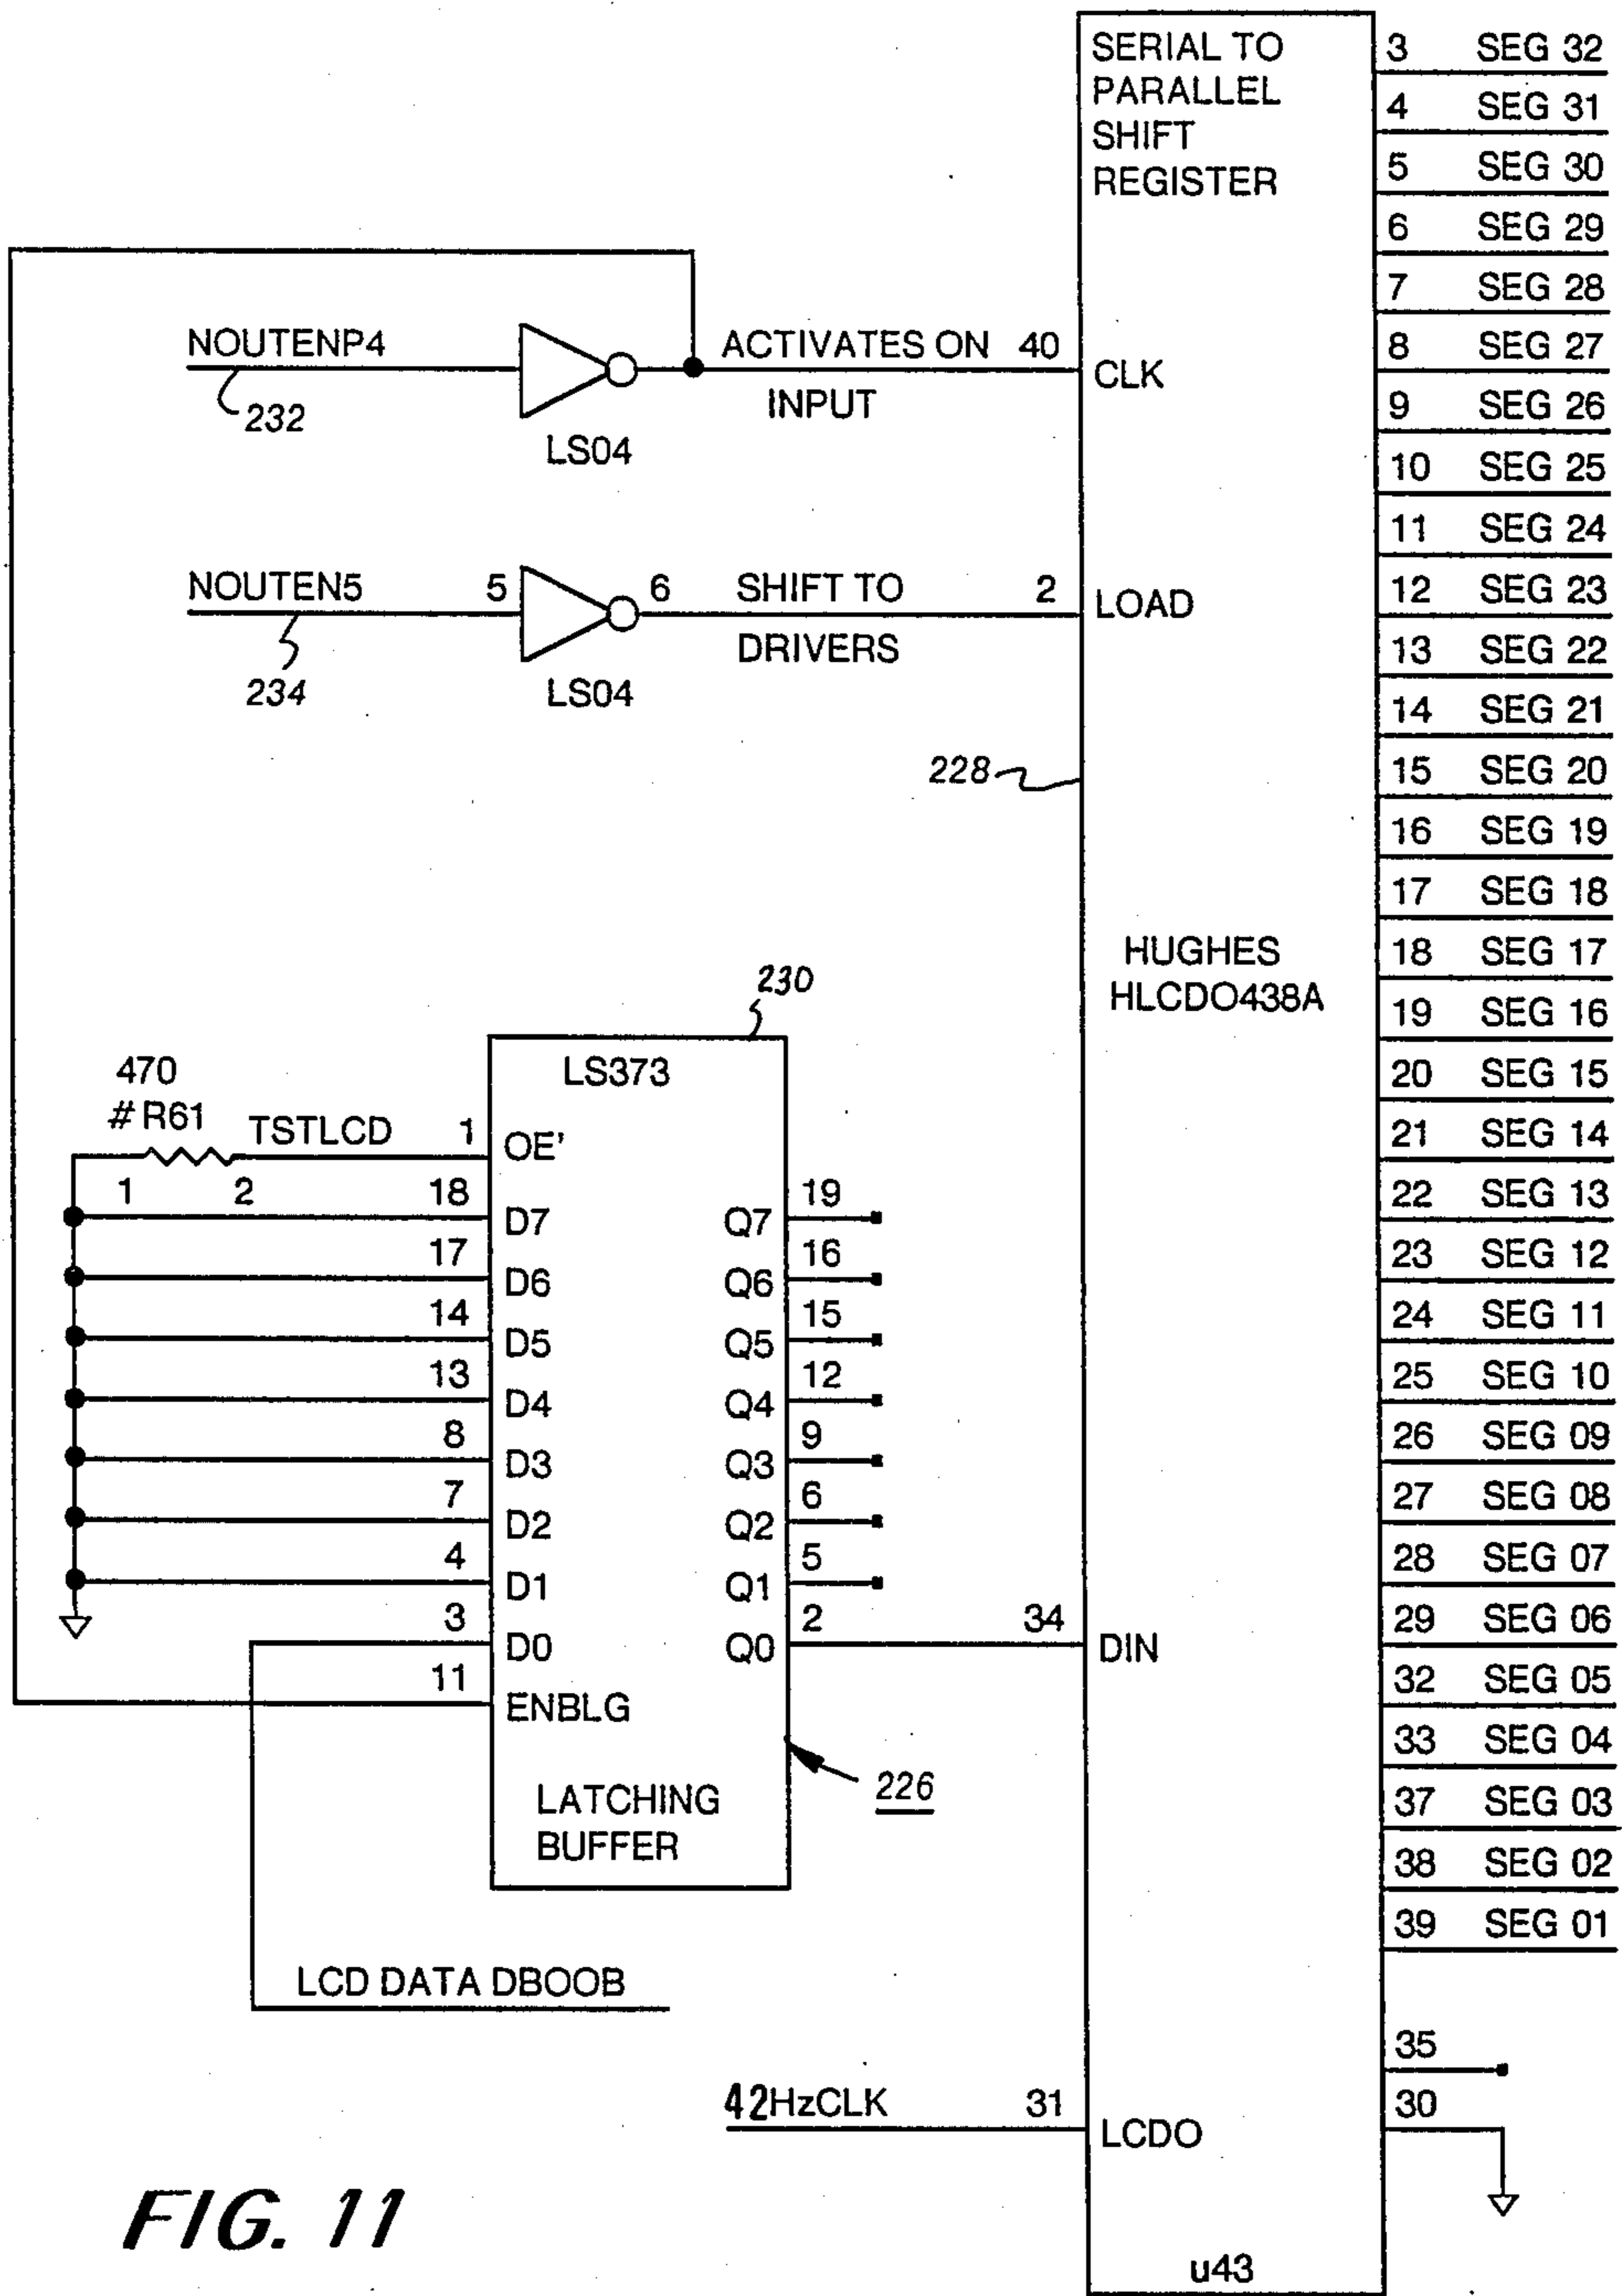 SERIAL TO
PARALLEL
SHIFT
REGISTER
3 SEG 32
4 SEG 31
5 SEG 30
6 SEG 29
7 SEG 28
8 SEG 27
9 SEG 26
10 SEG 25
11 SEG 24
12 SEG 23
13 SEG 22
14 SEG 21
15 SEG 20
16 SEG 19
17 SEG 18
18 SEG 17
19 SEG 16
20 SEG 15
21 SEG 14
22 SEG 13
23 SEG 12
24 SEG 11
25 SEG 10
26 SEG 09
27 SEG 08
28 SEG 07
29 SEG 06
32 SEG 05
33 SEG 04
37 SEG 03
38 SEG 02
39 SEG 01
35
30
NOUTENP4
232
LS04
ACTIVATES ON 40
INPUT
CLK
NOUTEN5 5 6 SHIFT TO 2
DRIVERS
LOAD
234
LS04
228
HUGHES
HLCDO438A
230
LS373
470
# R61
TSTLCD 1
OE'
1 2
18 D7 Q7 19
17 D6 Q6 16
14 D5 Q5 15
13 D4 Q4 12
8 D3 Q3 9
7 D2 Q2 6
4 D1 Q1 5
3 D0 Q0 2 34 DIN
11 ENBLG
LATCHING
BUFFER
226
LCD DATA DBOOB
42HzCLK 31 LCDO
u43
FIG. 11